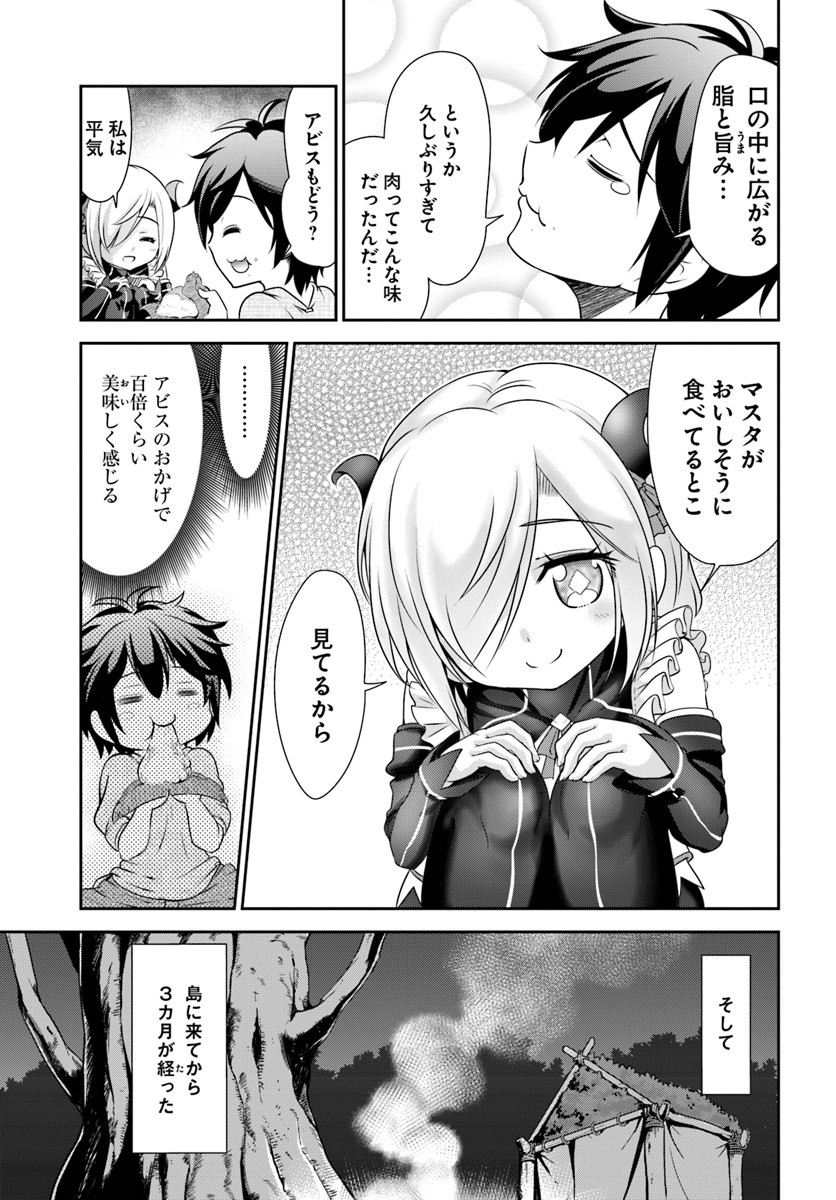 口の中に広がる
脂と旨み…
うま
というか
久しぶりすぎて
肉ってこんな味
だったんだ…
アビスもどう？
私は
平気
マスタが
おいしそうに
食べてるとこ
見てるから
…………
アビスのおかげで
百倍くらい
美味しく感じる
おい
そして
島に来てから
３カ月が経った
た